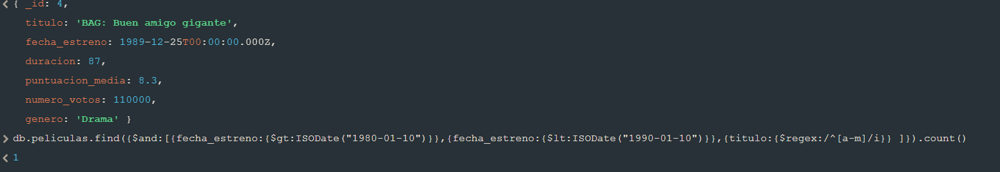 { _id: 4,
titulo: 'BAG: Buen amigo gigante',
fecha_estreno: 1989-12-25T00:00:00.000Z,
duracion: 87,
puntuacion_media: 8.3,
numero_votos: 110000,
genero: 'Drama' }
db.peliculas.find({$and:[{fecha_estreno:{$gt:ISODate("1980-01-10")}},{fecha_estreno:{$lt:ISODate("1990-01-10")}},{titulo:{$regex:/^[a-m]/i}} ]}).count()
1